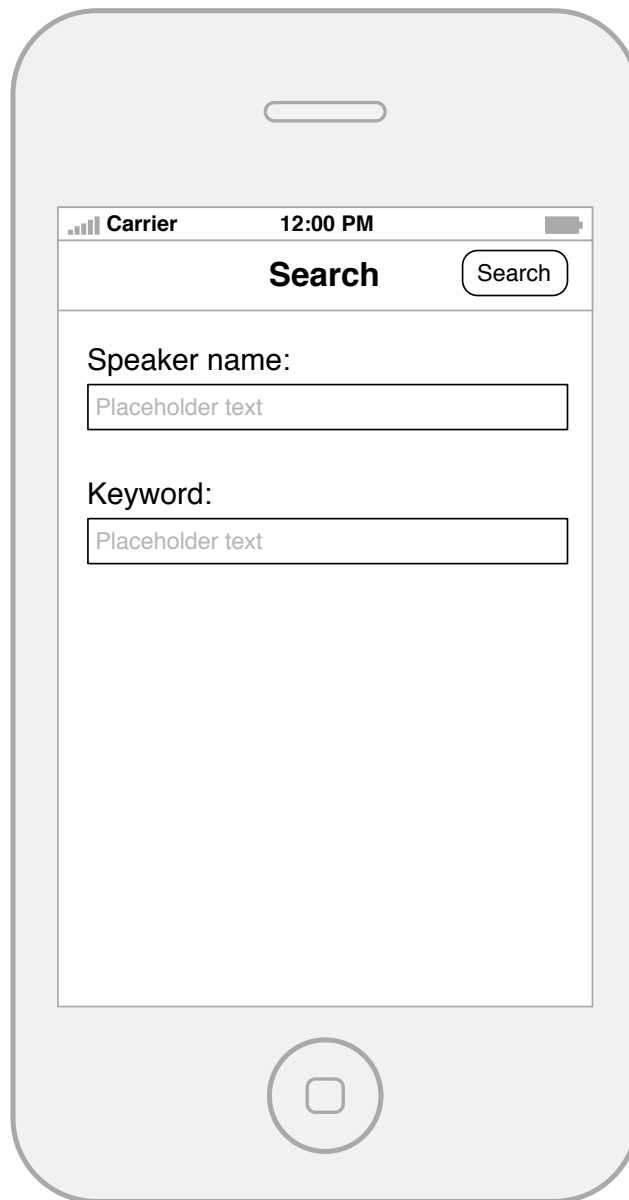 Carrier 12:00 PM
Search Search
Speaker name:
Placeholder text
Keyword:
Placeholder text